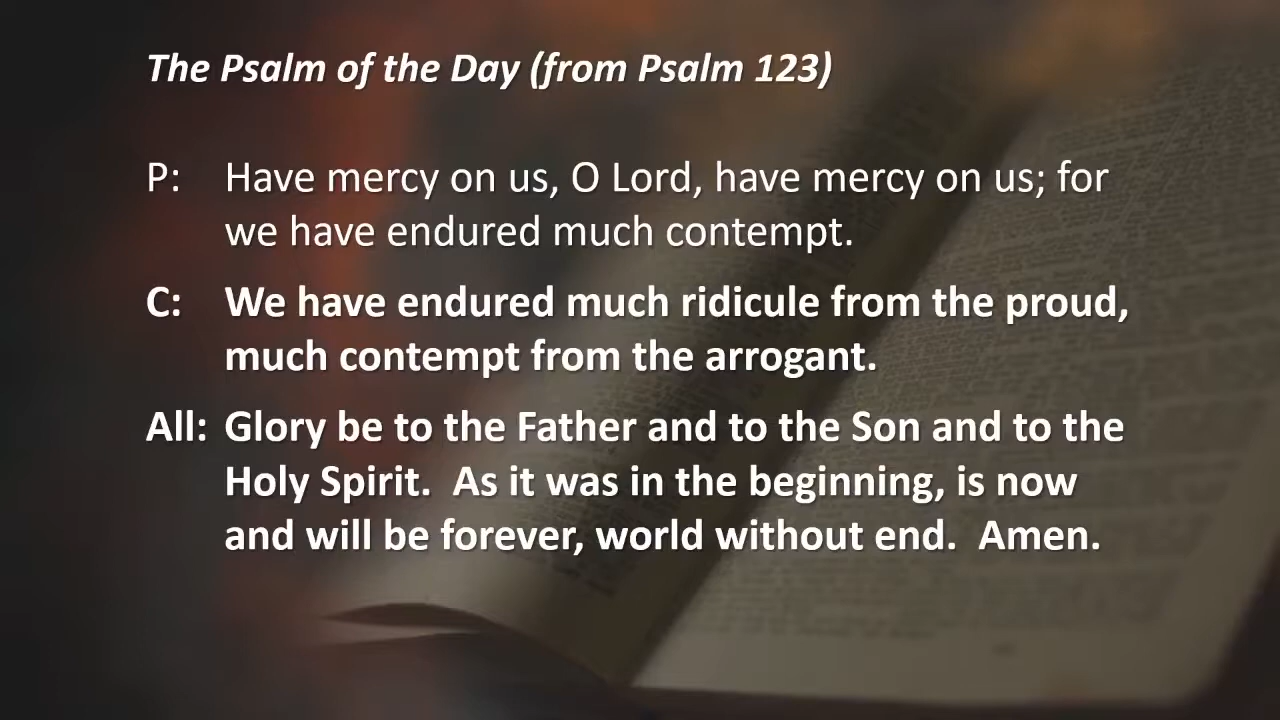 The Psalm of the Day (from Psalm 123)
P: Have mercy on us, O Lord, have mercy on us; for
we have endured much contempt.
C: We have endured much ridicule from the proud,
much contempt from the arrogant.
All: Glory be to the Father and to the Son and to the
Holy Spirit.  As it was in the beginning, is now
and will be forever, world without end.  Amen.